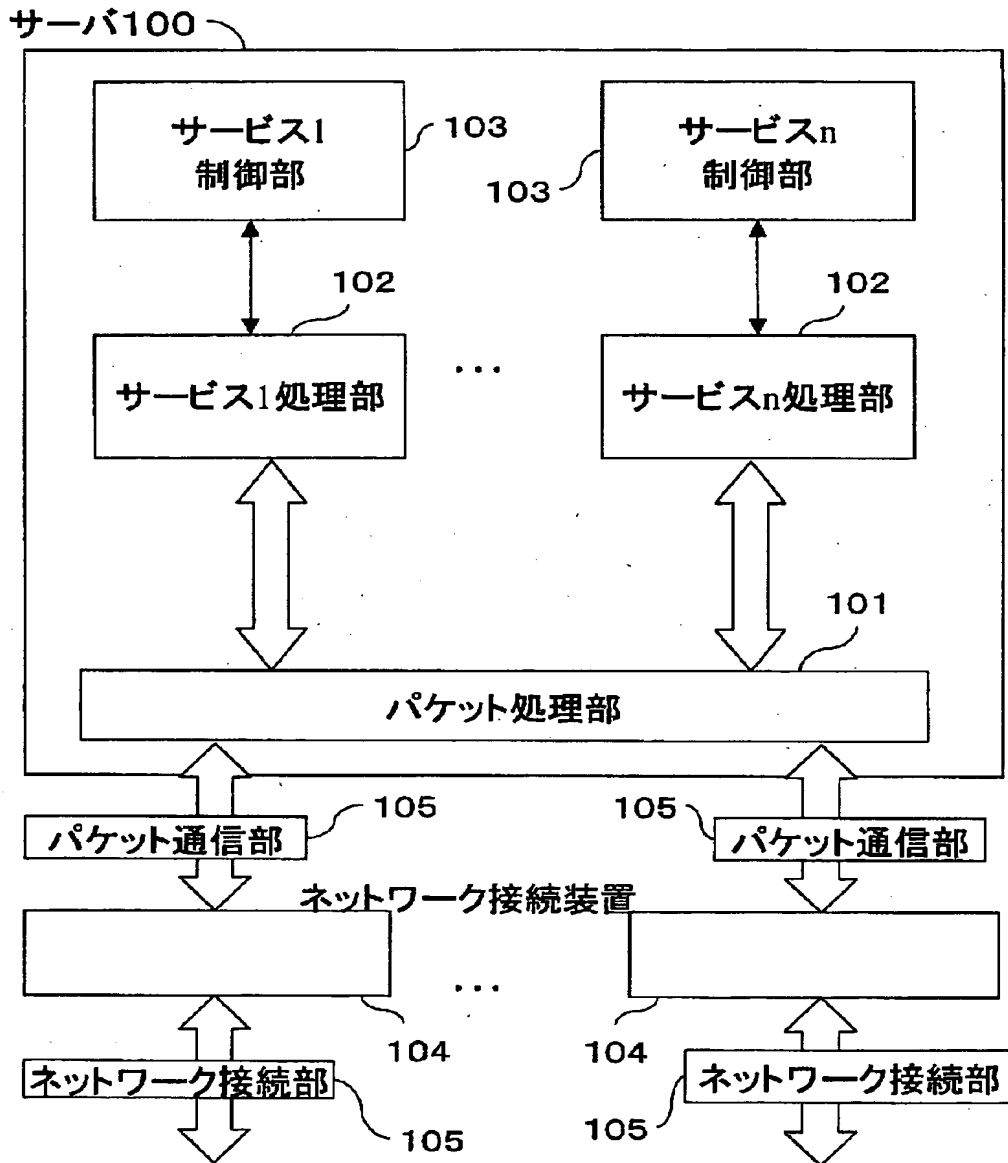 サーバ100
サービス1
制御部
103
サービスn
制御部
103
102
102
サービス1処理部
...
サービスn処理部
101
パケット処理部
パケット通信部
105
105
パケット通信部
ネットワーク接続装置
...
104
104
ネットワーク接続部
105
ネットワーク接続部
105